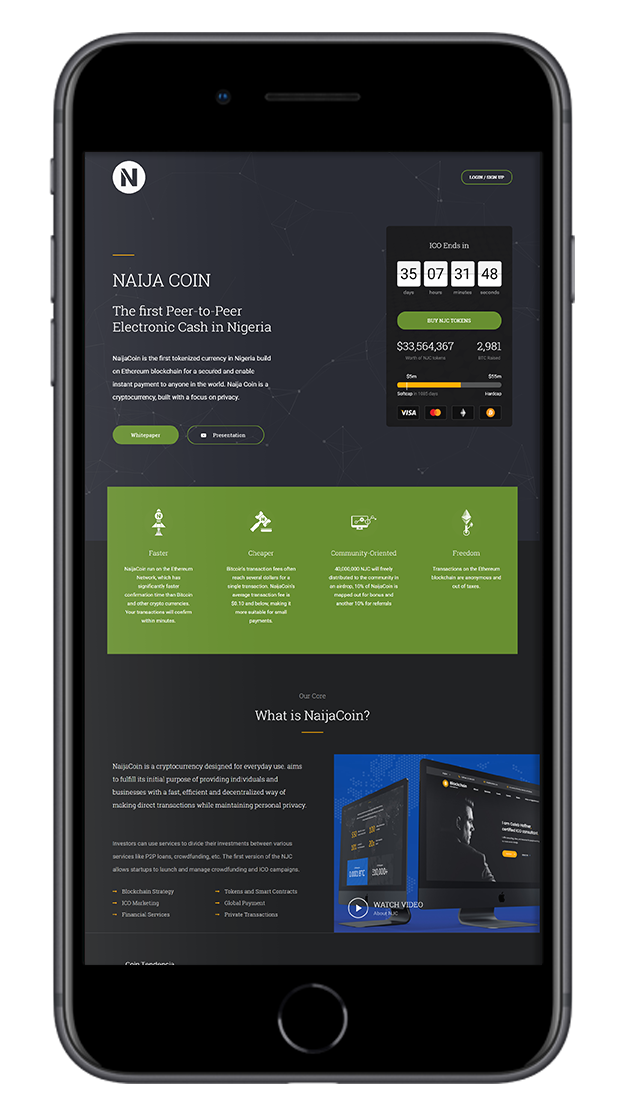 N
LOGIN / SIGN UP
NAIJA COIN
The first Peer-to-Peer
Electronic Cash in Nigeria
NaijaCoin is the first tokenized currency in Nigeria build
on Ethereum blockchain for a secured and enable
instant payment to anyone in the world. Naija Coin is a
cryptocurrency, built with a focus on privacy.
Whitepaper
Presentation
ICO Ends in
35 07 31 48
days hours minutes seconds
BUY NJC TOKENS
$33,564,367 2,981
Worth of NJC tokens BTC Raised
$5m $55m
Softcap in 1985 days Hardcap
VISA
Faster
NaijaCoin run on the Ethereum
Network, which has
significantly faster
confirmation time than Bitcoin
and other crypto currencies.
Your transactions will confirm
within minutes.
Cheaper
Bitcoin's transaction fees often
reach several dollars for a
single transaction. NaijaCoin's
average transaction fee is
$0.10 and below, making it
more suitable for small
payments.
Community-Oriented
40,000,000 NJC will freely
distributed to the community in
an airdrop, 10% of NaijaCoin is
mapped out for bonus and
another 10% for referrals
Freedom
Transactions on the Ethereum
blockchain are anonymous and
out of taxes.
Our Core
What is NaijaCoin?
NaijaCoin is a cryptocurrency designed for everyday use. aims
to fulfill its initial purpose of providing individuals and
businesses with a fast, efficient and decentralized way of
making direct transactions while maintaining personal privacy.
Investors can use services to divide their investments between various
services like P2P loans, crowdfunding, etc. The first version of the NJC
allows startups to launch and manage crowdfunding and ICO campaigns.
Blockchain Strategy
ICO Marketing
Financial Services
Tokens and Smart Contracts
Global Payment
Private Transactions
Blockchain
WATCH VIDEO
About NJC
Coin Tendencia